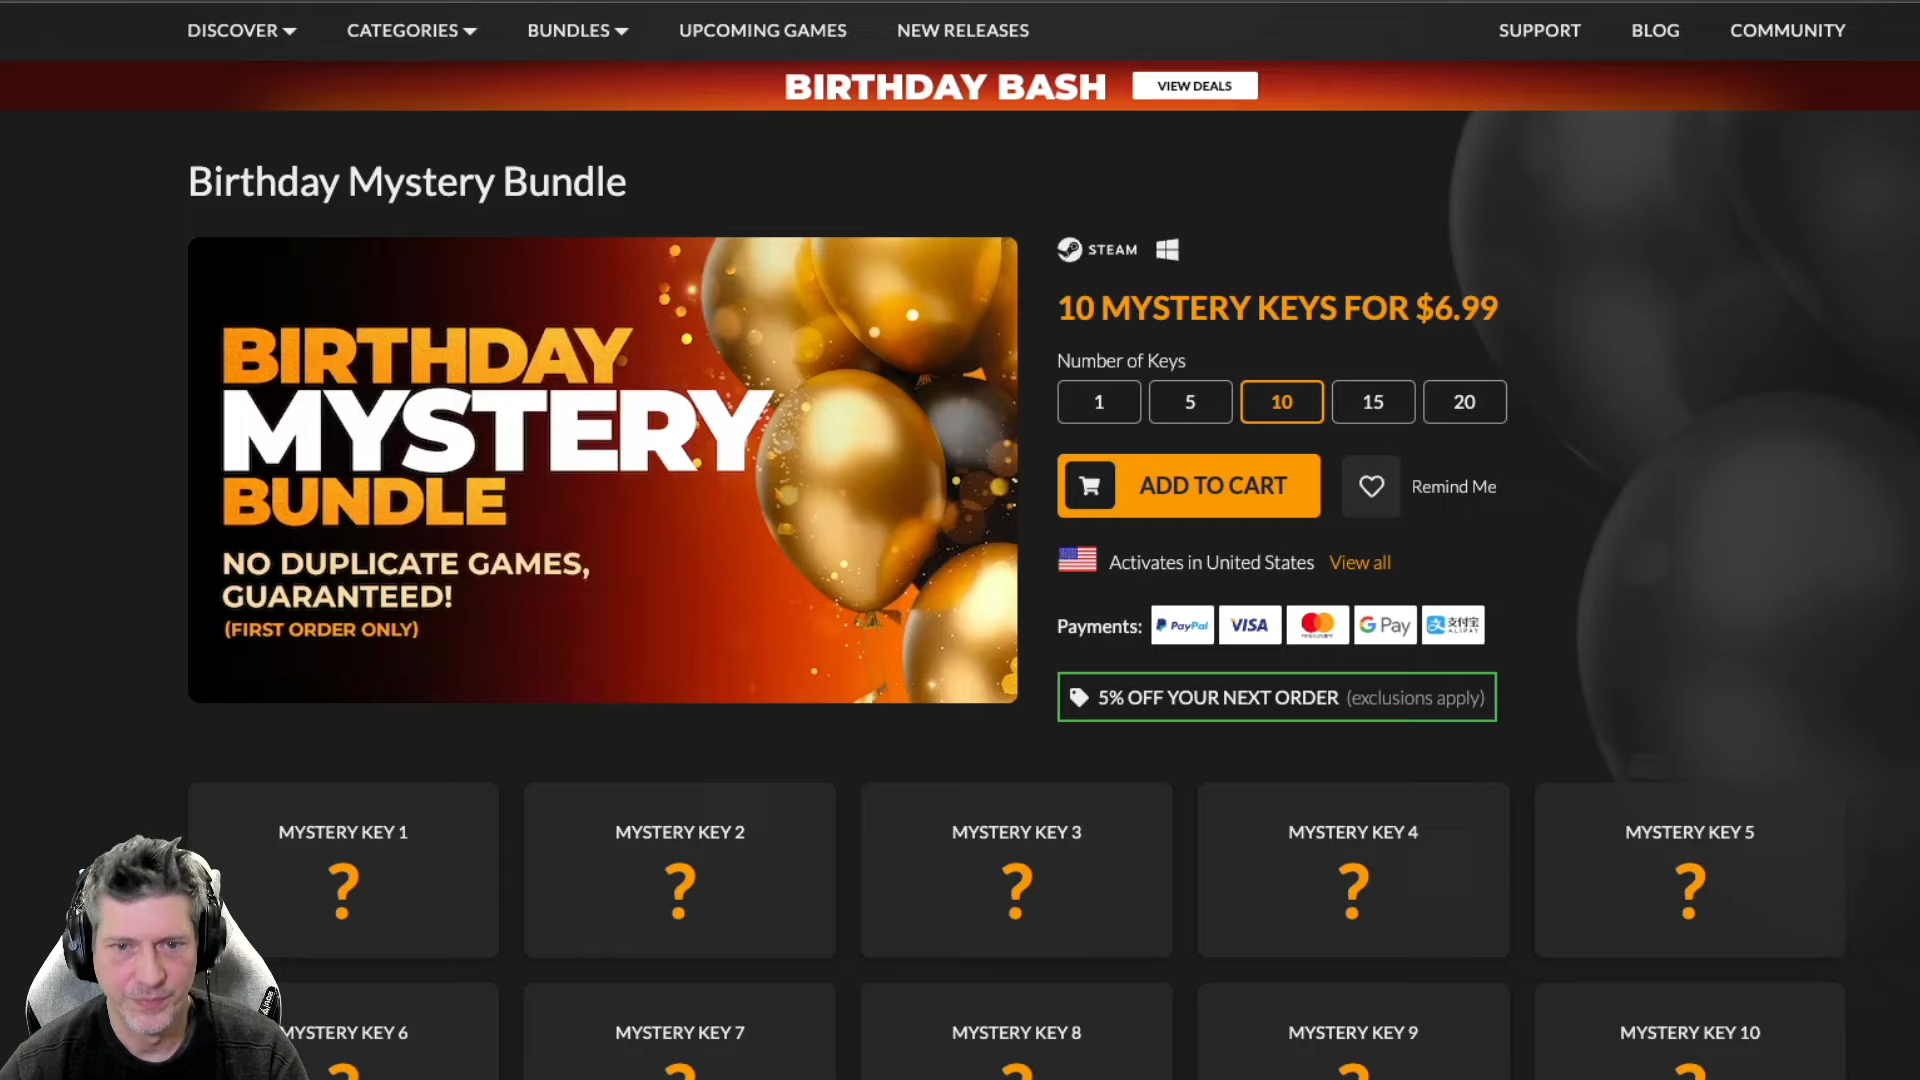 DISCOVER CATEGORIES BUNDLES UPCOMING GAMES NEW RELEASES SUPPORT BLOG COMMUNITY
BIRTHDAY BASH VIEW DEALS
Birthday Mystery Bundle
BIRTHDAY
MYSTERY
BUNDLE
NO DUPLICATE GAMES,
GUARANTEED!
(FIRST ORDER ONLY)
STEAM
10 MYSTERY KEYS FOR $6.99
Number of Keys
1 5 10 15 20
ADD TO CART Remind Me
Activates in United States View all
Payments: PayPal VISA G Pay 支付宝
ALIPAY
5% OFF YOUR NEXT ORDER (exclusions apply)
MYSTERY KEY 1 MYSTERY KEY 2 MYSTERY KEY 3 MYSTERY KEY 4 MYSTERY KEY 5
? ? ? ? ?
MYSTERY KEY 6 MYSTERY KEY 7 MYSTERY KEY 8 MYSTERY KEY 9 MYSTERY KEY 10
? ? ? ? ?